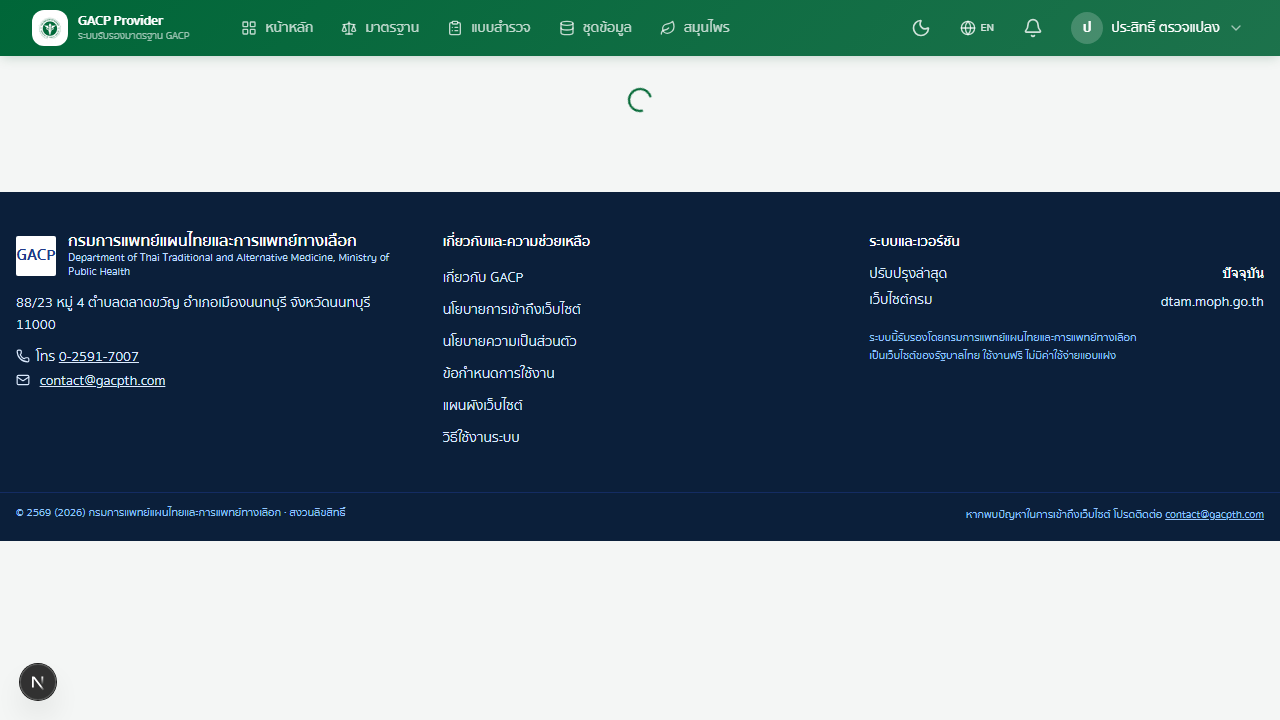 GACP Provider
ระบบรับรองมาตรฐาน GACP
หน้าหลัก
มาตรฐาน
แบบสำรวจ
ชุดข้อมูล
สมุนไพร
EN
ป
ประสิทธิ์ ตรวจแปลง
GACP
กรมการแพทย์แผนไทยและการแพทย์ทางเลือก
Department of Thai Traditional and Alternative Medicine, Ministry of
Public Health
88/23 หมู่ 4 ตำบลตลาดขวัญ อำเภอเมืองนนทบุรี จังหวัดนนทบุรี
11000
โทร 0-2591-7007
contact@gacpth.com
เกี่ยวกับและความช่วยเหลือ
เกี่ยวกับ GACP
นโยบายการเข้าถึงเว็บไซต์
นโยบายความเป็นส่วนตัว
ข้อกำหนดการใช้งาน
แผนผังเว็บไซต์
วิธีใช้งานระบบ
ระบบและเวอร์ชัน
ปรับปรุงล่าสุด
ปัจจุบัน
เว็บไซต์กรม
dtam.moph.go.th
ระบบนี้รับรองโดยกรมการแพทย์แผนไทยและการแพทย์ทางเลือก
เป็นเว็บไซต์ของรัฐบาลไทย ใช้งานฟรี ไม่มีค่าใช้จ่ายแอบแฝง
© 2569 (2026) กรมการแพทย์แผนไทยและการแพทย์ทางเลือก · สงวนลิขสิทธิ์
หากพบปัญหาในการเข้าถึงเว็บไซต์ โปรดติดต่อ contact@gacpth.com
N